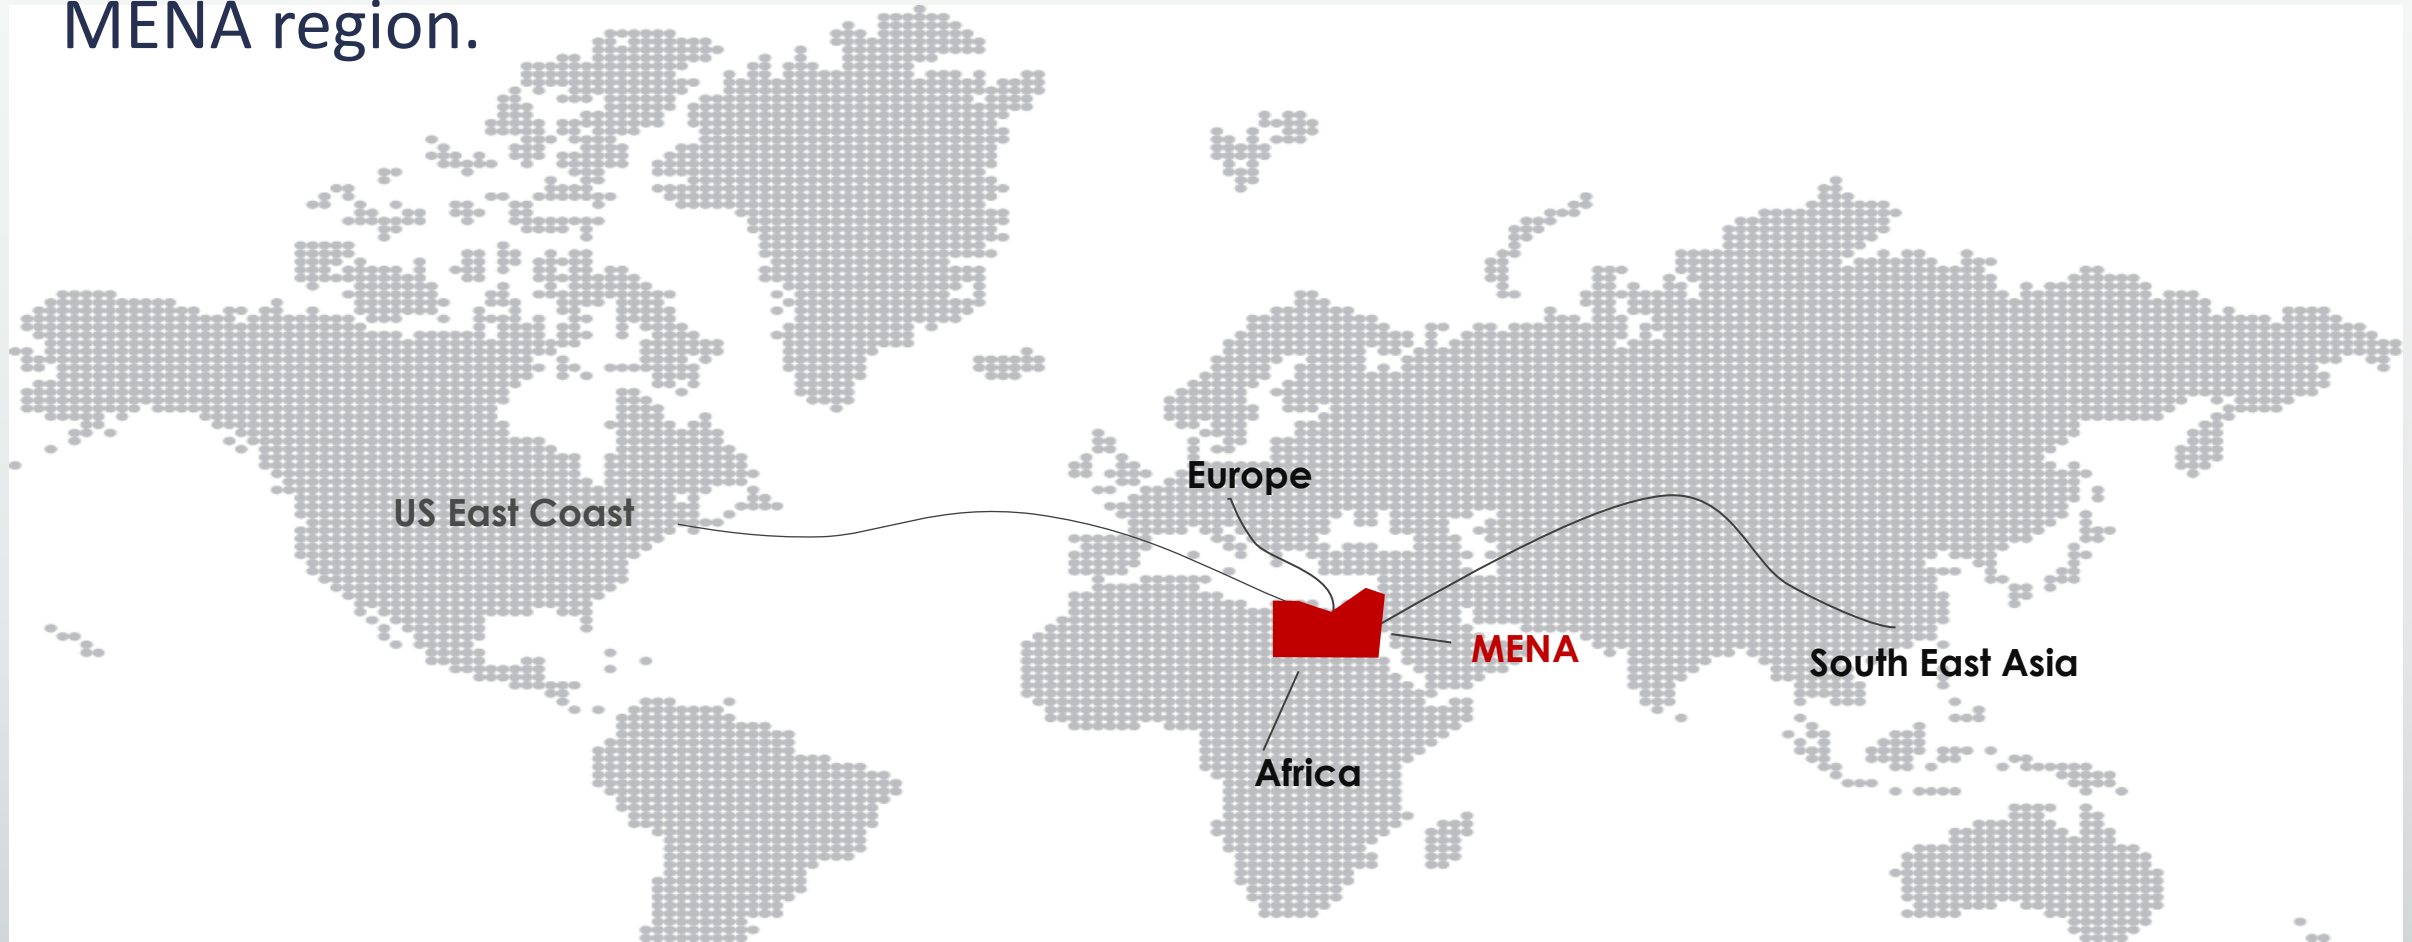 MENA region.
Europe
US East Coast
MENA
South East Asia
Africa